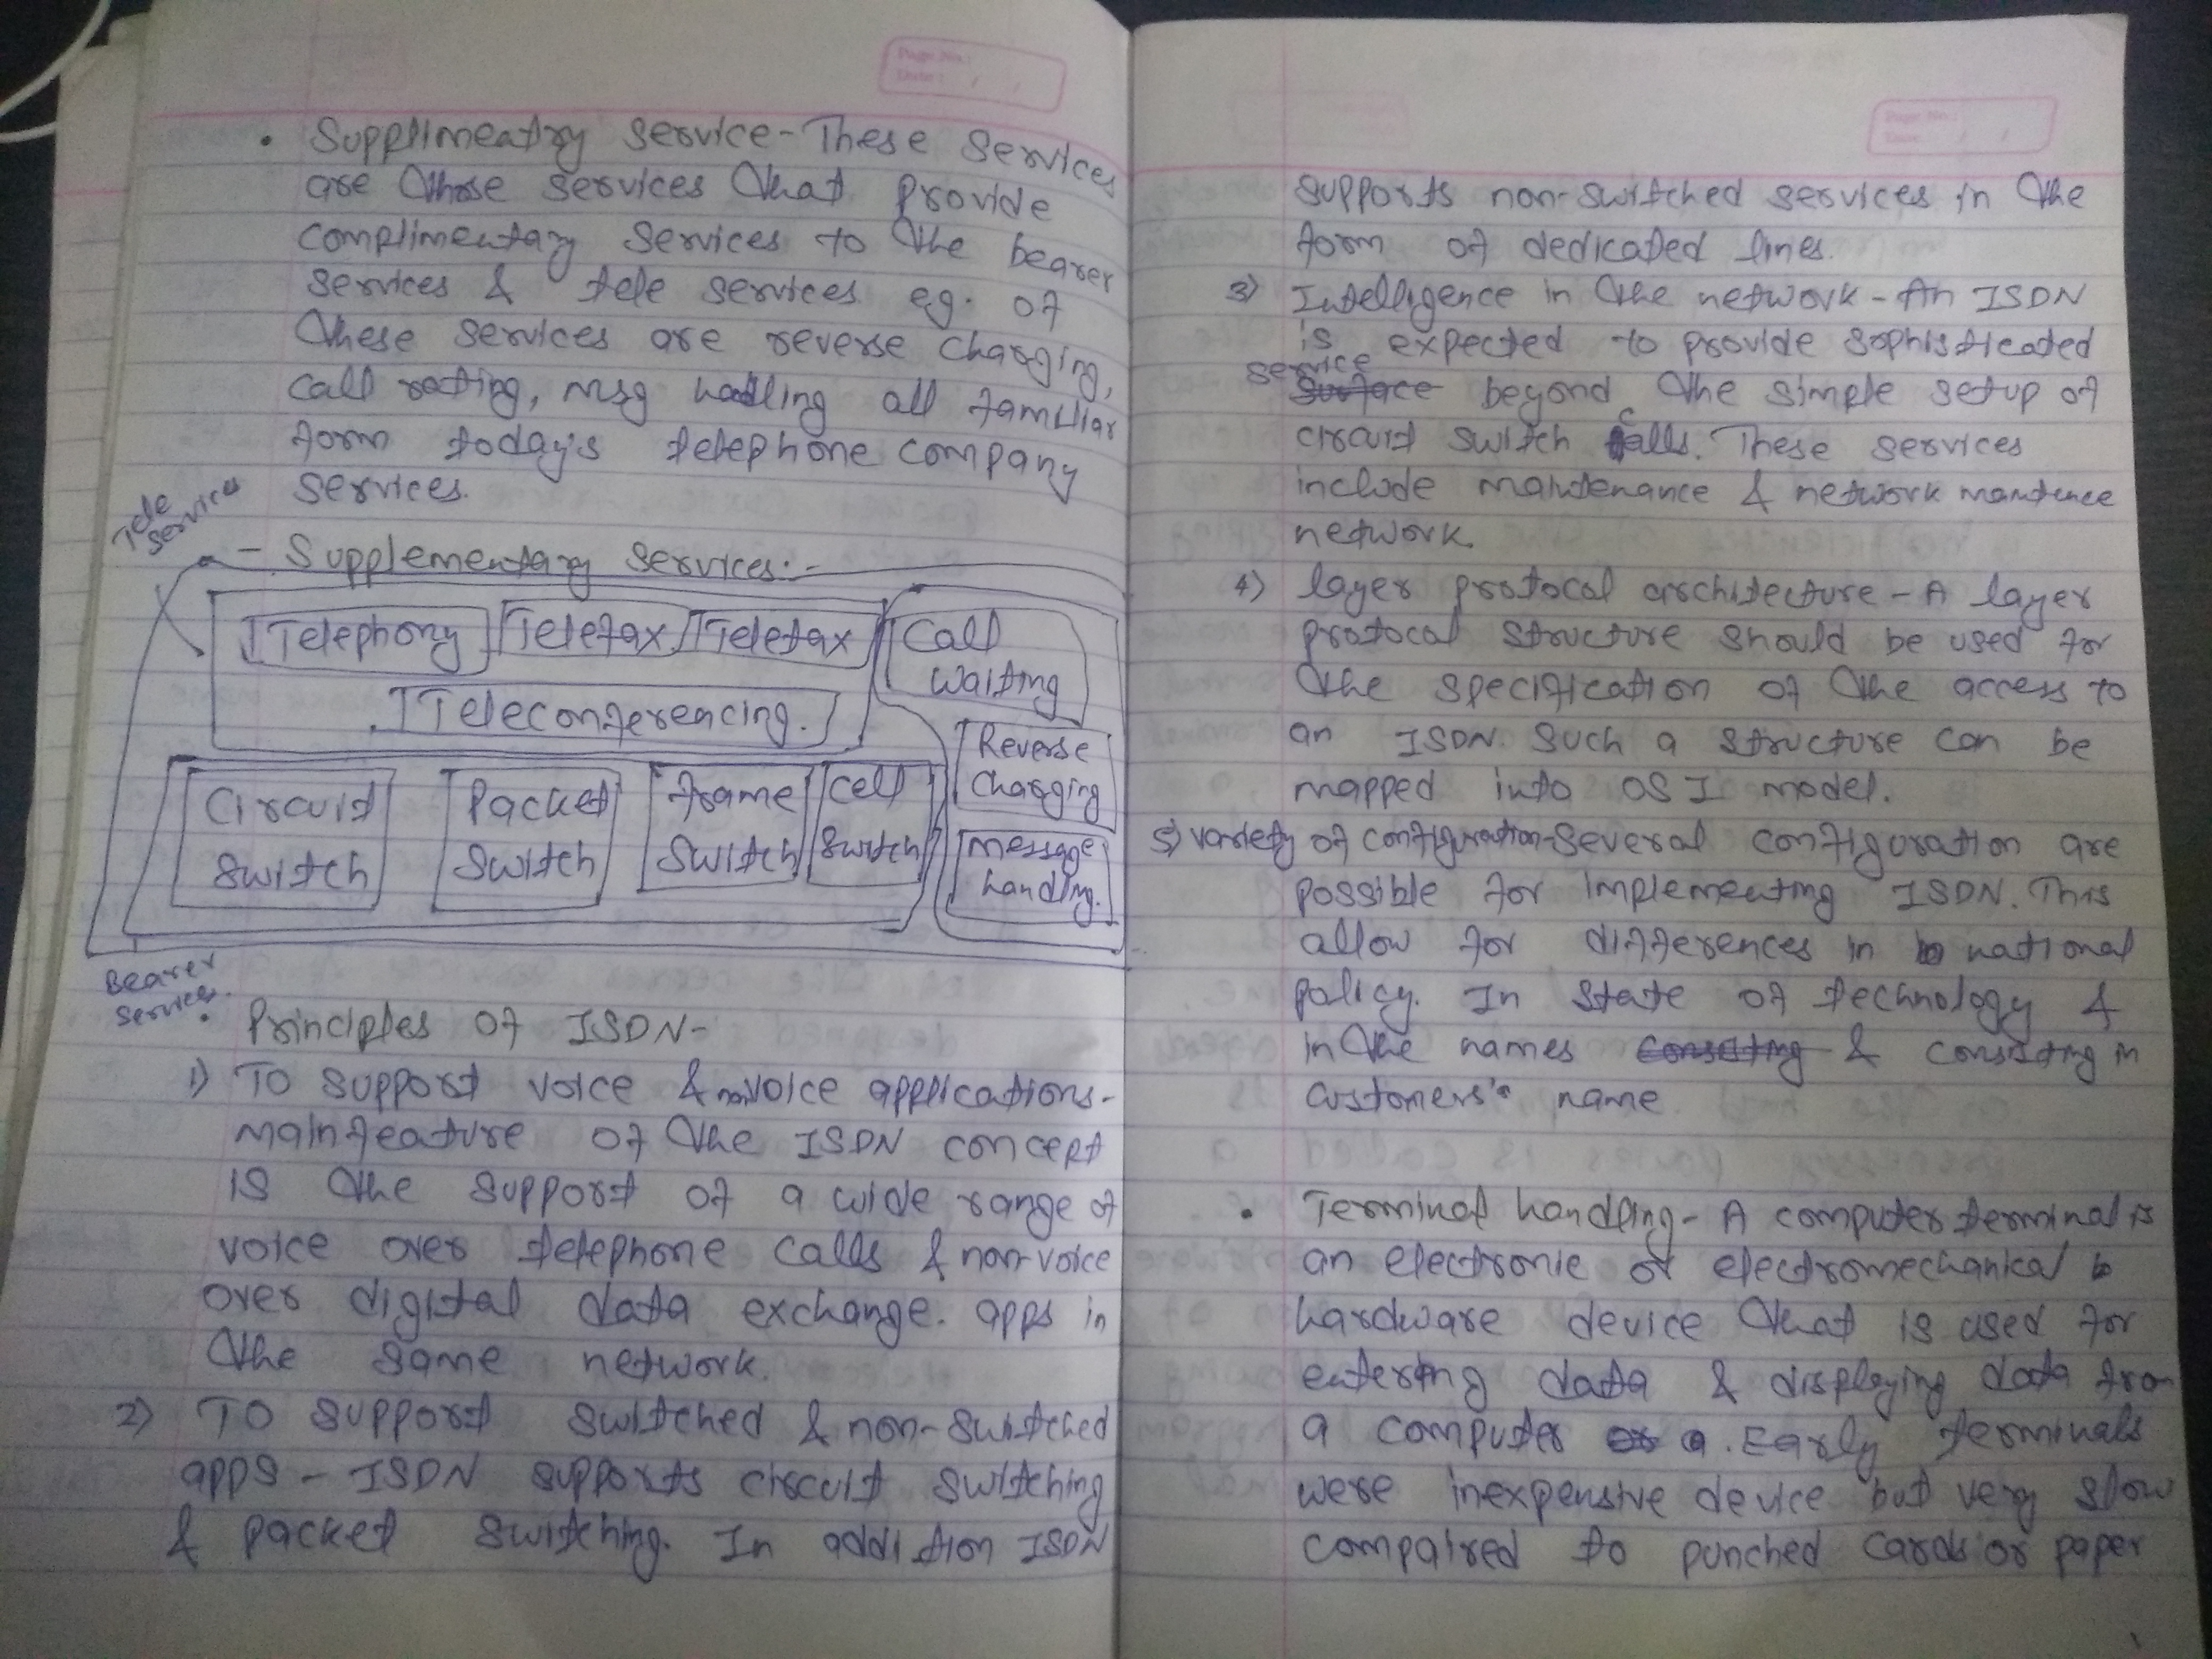 Page No.:
Date: / /
• Supplimentry Service - These services
are those services that provide
complimentary services to the bearer
services & tele services eg. of
these services are reverse charging,
call roting, msg hadling all familiar
form today's telephone company
services.
Tele
services
- Supplementary services:-
Telephony Telefax Telefax Call
waiting
Teleconferencing.
Reverse
Charging
Circuit Packet frame Cell
Switch Switch Switch Switch
message
handling.
Bearer
services.
• Principles of ISDN-
1) To support voice & non voice applications-
main feature of the ISDN concept
is the support of a wide range of
voice over telephone calls & non-voice
over digital data exchange. apps in
the same network.
2) To support switched & non-switched
apps - ISDN supports circuit switching
& packet switching. In addition ISDN
Page No.:
Date: / /
supports non-switched services in the
form of dedicated lines.
3) Intelligence in the network - An ISDN
is expected to provide sophisticated
service
surface beyond the simple setup of
circuit switch calls. These services
include maintenance & network
network.
4) layer protocal architecture - A layer
protocal structure should be used for
the specification of the access to
an ISDN. Such a structure can be
mapped into OSI model.
5) variety of configuration - Several configuration are
possible for implementing ISDN. This
allow for differences in national
policy. In state of technology &
in the names & in
customers' name
• Terminal handling - A computer terminal is
an electronic or electromechanical
hardware device that is used for
entering data & displaying data from
a computer or a. Early terminals
were inexpensive device but very slow
compaired to punched cards or paper